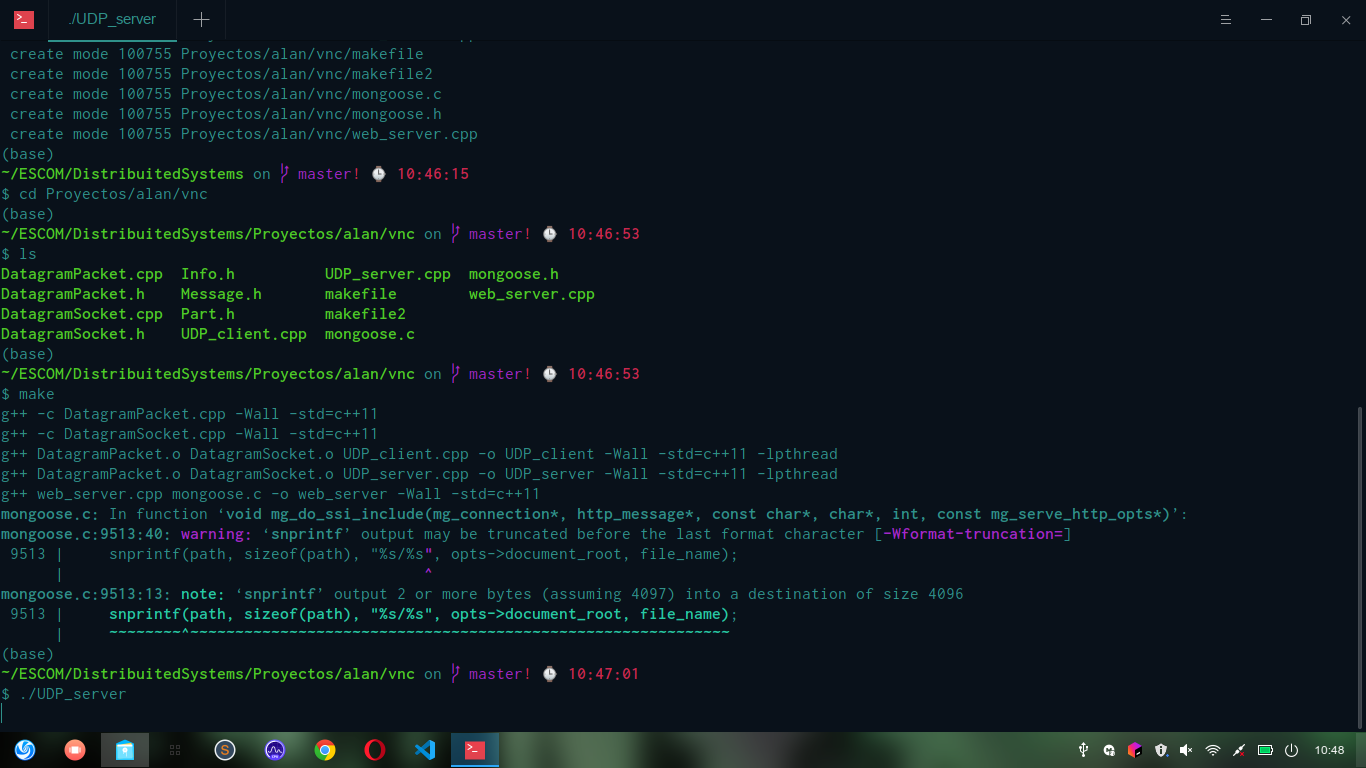 ./UDP_server
create mode 100755 Proyectos/alan/vnc/makefile
create mode 100755 Proyectos/alan/vnc/makefile2
create mode 100755 Proyectos/alan/vnc/mongoose.c
create mode 100755 Proyectos/alan/vnc/mongoose.h
create mode 100755 Proyectos/alan/vnc/web_server.cpp
(base)
~/ESCOM/DistribuitedSystems on master! ⌚ 10:46:15
$ cd Proyectos/alan/vnc
(base)
~/ESCOM/DistribuitedSystems/Proyectos/alan/vnc on master! ⌚ 10:46:53
$ ls
DatagramPacket.cpp Info.h UDP_server.cpp mongoose.h
DatagramPacket.h Message.h makefile web_server.cpp
DatagramSocket.cpp Part.h makefile2
DatagramSocket.h UDP_client.cpp mongoose.c
(base)
~/ESCOM/DistribuitedSystems/Proyectos/alan/vnc on master! ⌚ 10:46:53
$ make
g++ -c DatagramPacket.cpp -Wall -std=c++11
g++ -c DatagramSocket.cpp -Wall -std=c++11
g++ DatagramPacket.o DatagramSocket.o UDP_client.cpp -o UDP_client -Wall -std=c++11 -lpthread
g++ DatagramPacket.o DatagramSocket.o UDP_server.cpp -o UDP_server -Wall -std=c++11 -lpthread
g++ web_server.cpp mongoose.c -o web_server -Wall -std=c++11
mongoose.c: In function ‘void mg_do_ssi_include(mg_connection*, http_message*, const char*, char*, int, const mg_serve_http_opts*)’:
mongoose.c:9513:40: warning: ‘snprintf’ output may be truncated before the last format character [-Wformat-truncation=]
9513 | snprintf(path, sizeof(path), "%s/%s", opts->document_root, file_name);
| ^
mongoose.c:9513:13: note: ‘snprintf’ output 2 or more bytes (assuming 4097) into a destination of size 4096
9513 | snprintf(path, sizeof(path), "%s/%s", opts->document_root, file_name);
| ~~~~~~~~^~~~~~~~~~~~~~~~~~~~~~~~~~~~~~~~~~~~~~~~~~~~~~~~~~~~~~~~~~~~~
(base)
~/ESCOM/DistribuitedSystems/Proyectos/alan/vnc on master! ⌚ 10:47:01
$ ./UDP_server
10:48